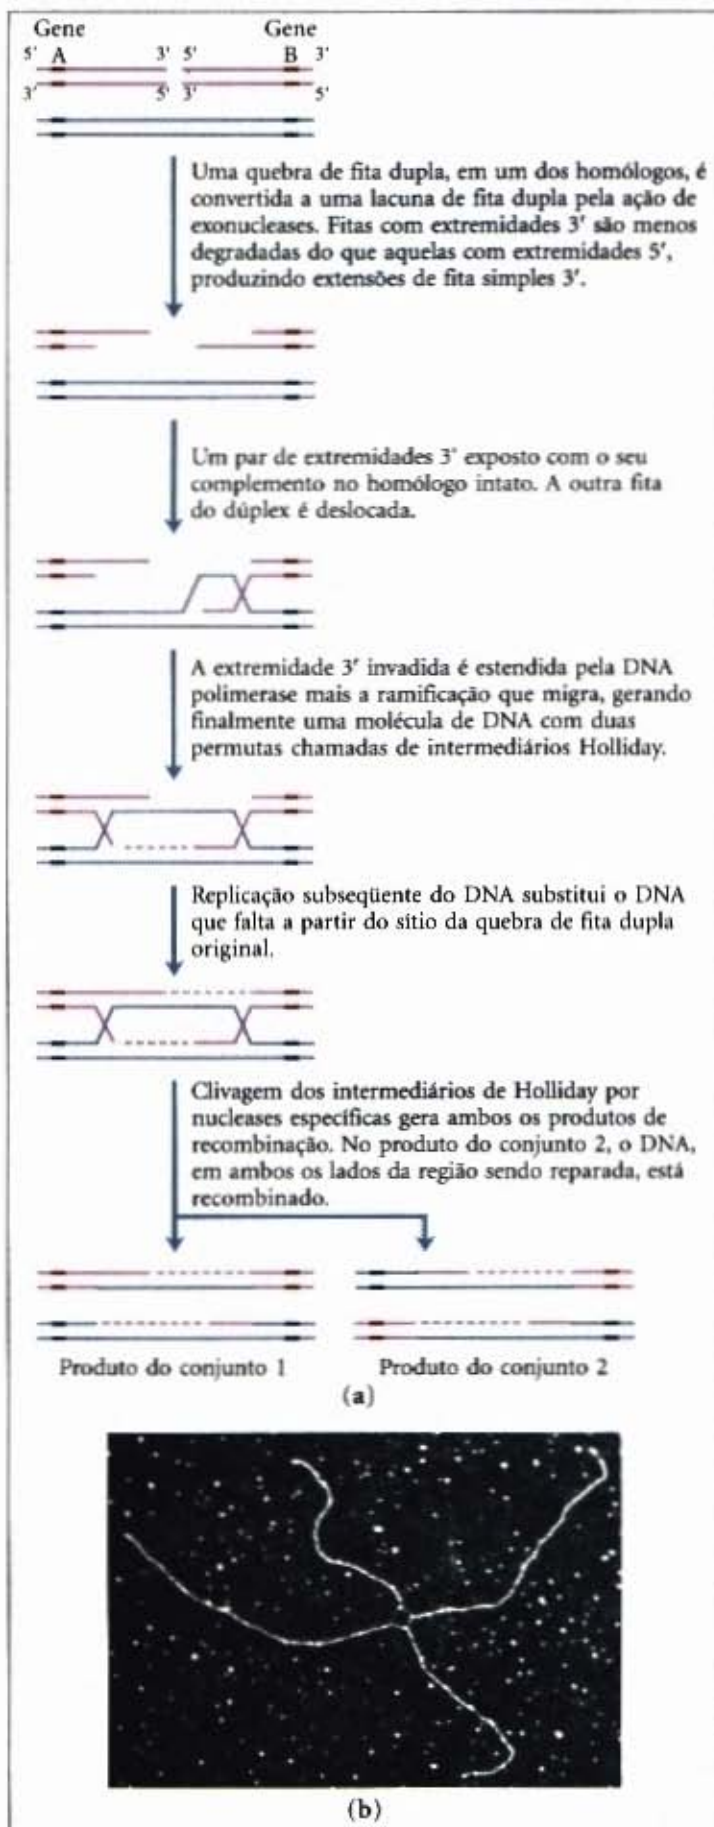 Gene Gene
5' A 3' 5' B 3'
3' 5' 3' 5'
Uma quebra de fita dupla, em um dos homólogos, é
convertida a uma lacuna de fita dupla pela ação de
exonucleases. Fitas com extremidades 3' são menos
degradadas do que aquelas com extremidades 5',
produzindo extensões de fita simples 3'.
Um par de extremidades 3' exposto com o seu
complemento no homólogo intato. A outra fita
do dúplex é deslocada.
A extremidade 3' invadida é estendida pela DNA
polimerase mais a ramificação que migra, gerando
finalmente uma molécula de DNA com duas
permutas chamadas de intermediários Holliday.
Replicação subseqüente do DNA substitui o DNA
que falta a partir do sítio da quebra de fita dupla
original.
Clivagem dos intermediários de Holliday por
nucleases específicas gera ambos os produtos de
recombinação. No produto do conjunto 2, o DNA,
em ambos os lados da região sendo reparada, está
recombinado.
Produto do conjunto 1 Produto do conjunto 2
(a)
(b)